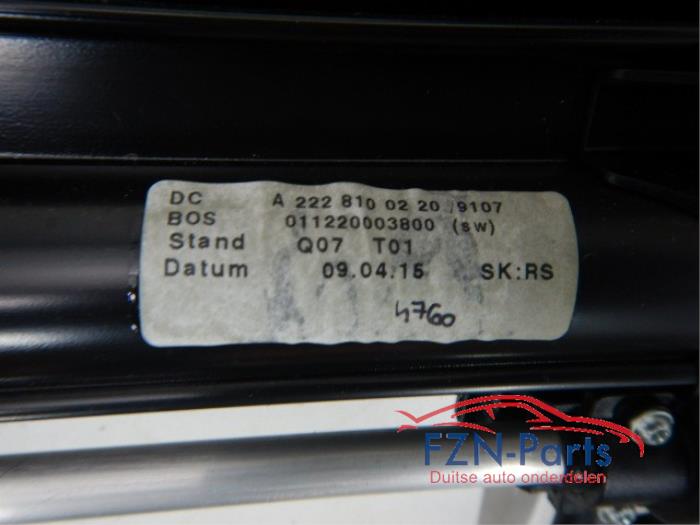 DC A 222 810 02 20 /9107
BOS 011220003800 (sw)
Stand Q07 T01
Datum 09.04.15 SK:RS
4760
FZN-Parts
Duitse auto onderdelen